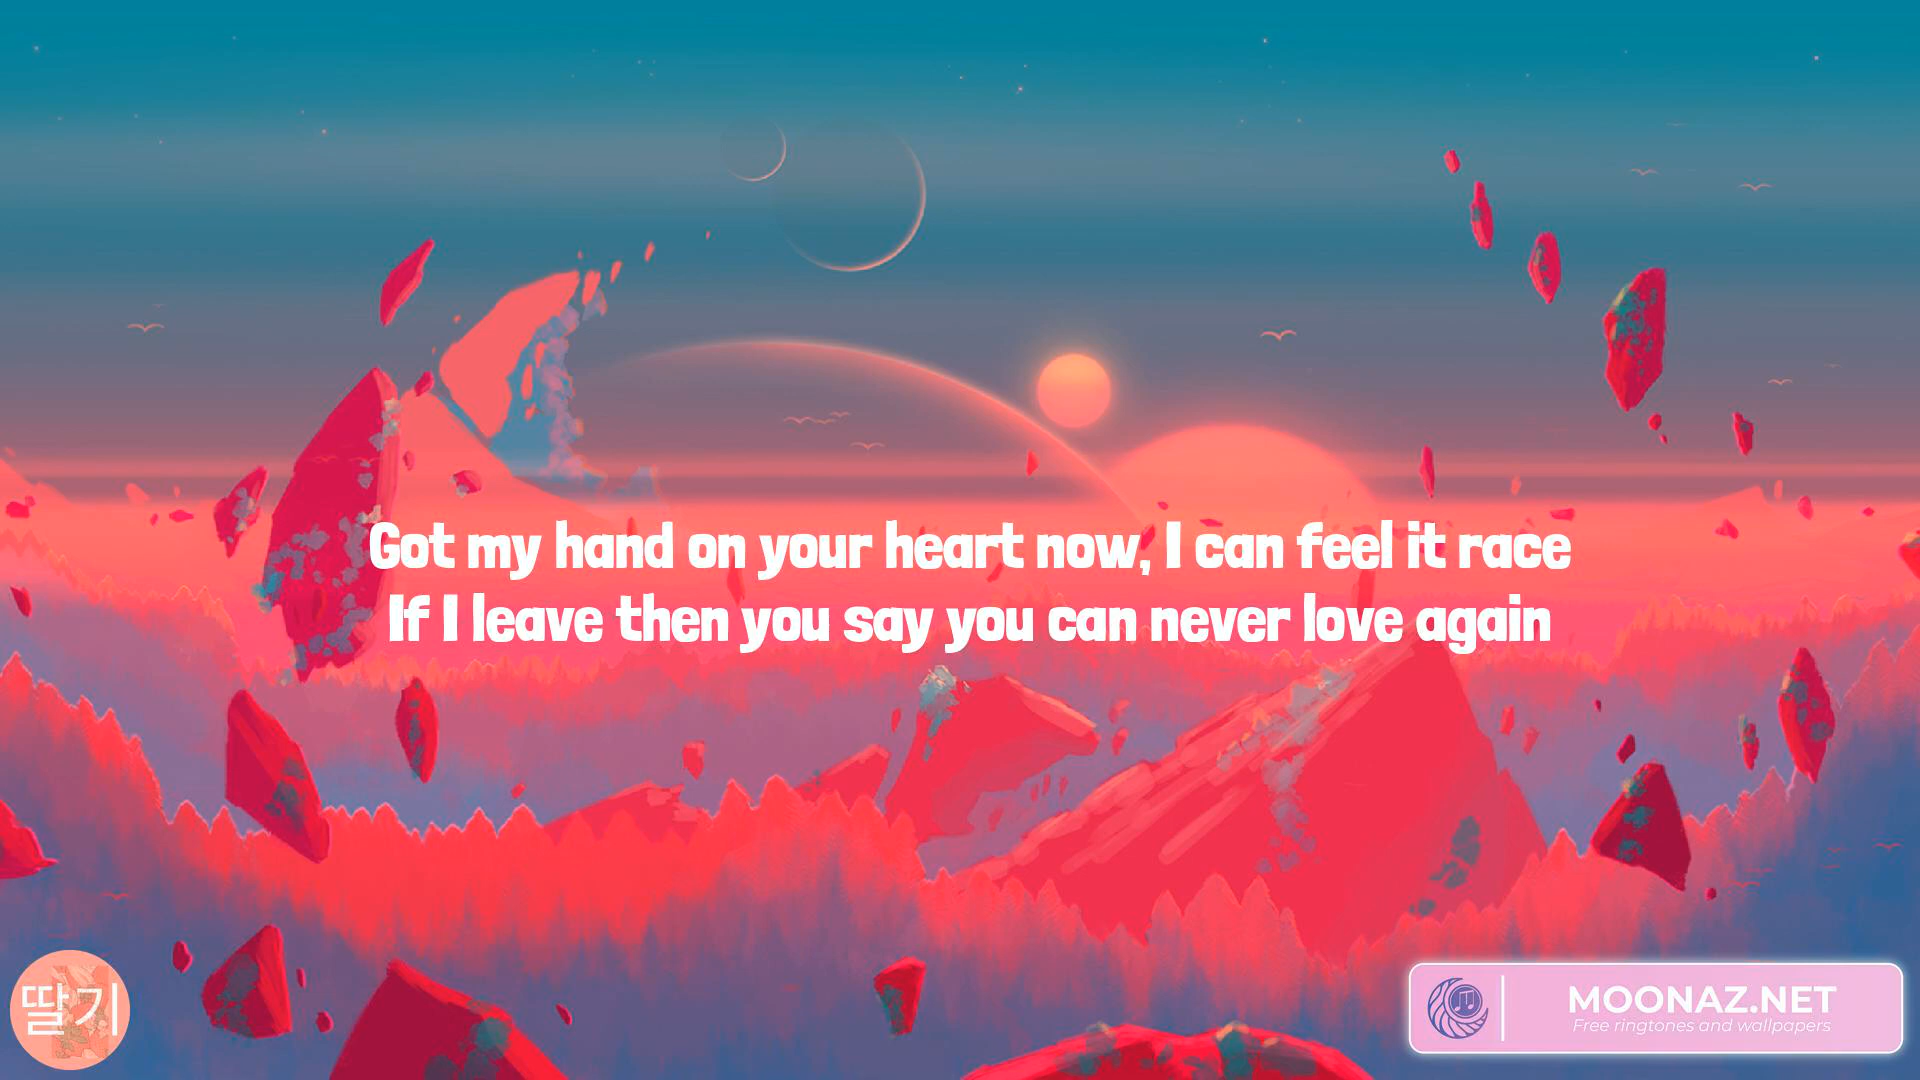 Got my hand on your heart now, I can feel it race
If I leave then you say you can never love again
딸기
MOONAZ.NET
Free ringtones and wallpapers